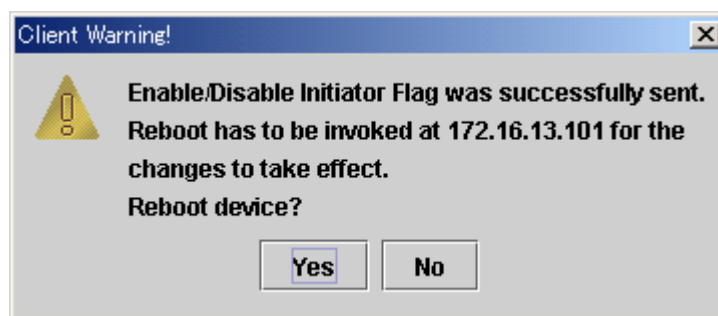 Client Warning!
Enable/Disable Initiator Flag was successfully sent.
Reboot has to be invoked at 172.16.13.101 for the
changes to take effect.
Reboot device?
Yes No